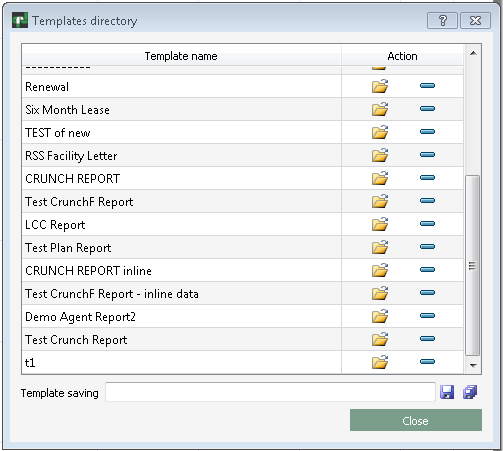 Templates directory
Template name Action
Renewal
Six Month Lease
TEST of new
RSS Facility Letter
CRUNCH REPORT
Test CrunchF Report
LCC Report
Test Plan Report
CRUNCH REPORT inline
Test CrunchF Report - inline data
Demo Agent Report2
Test Crunch Report
t1
Template saving
Close